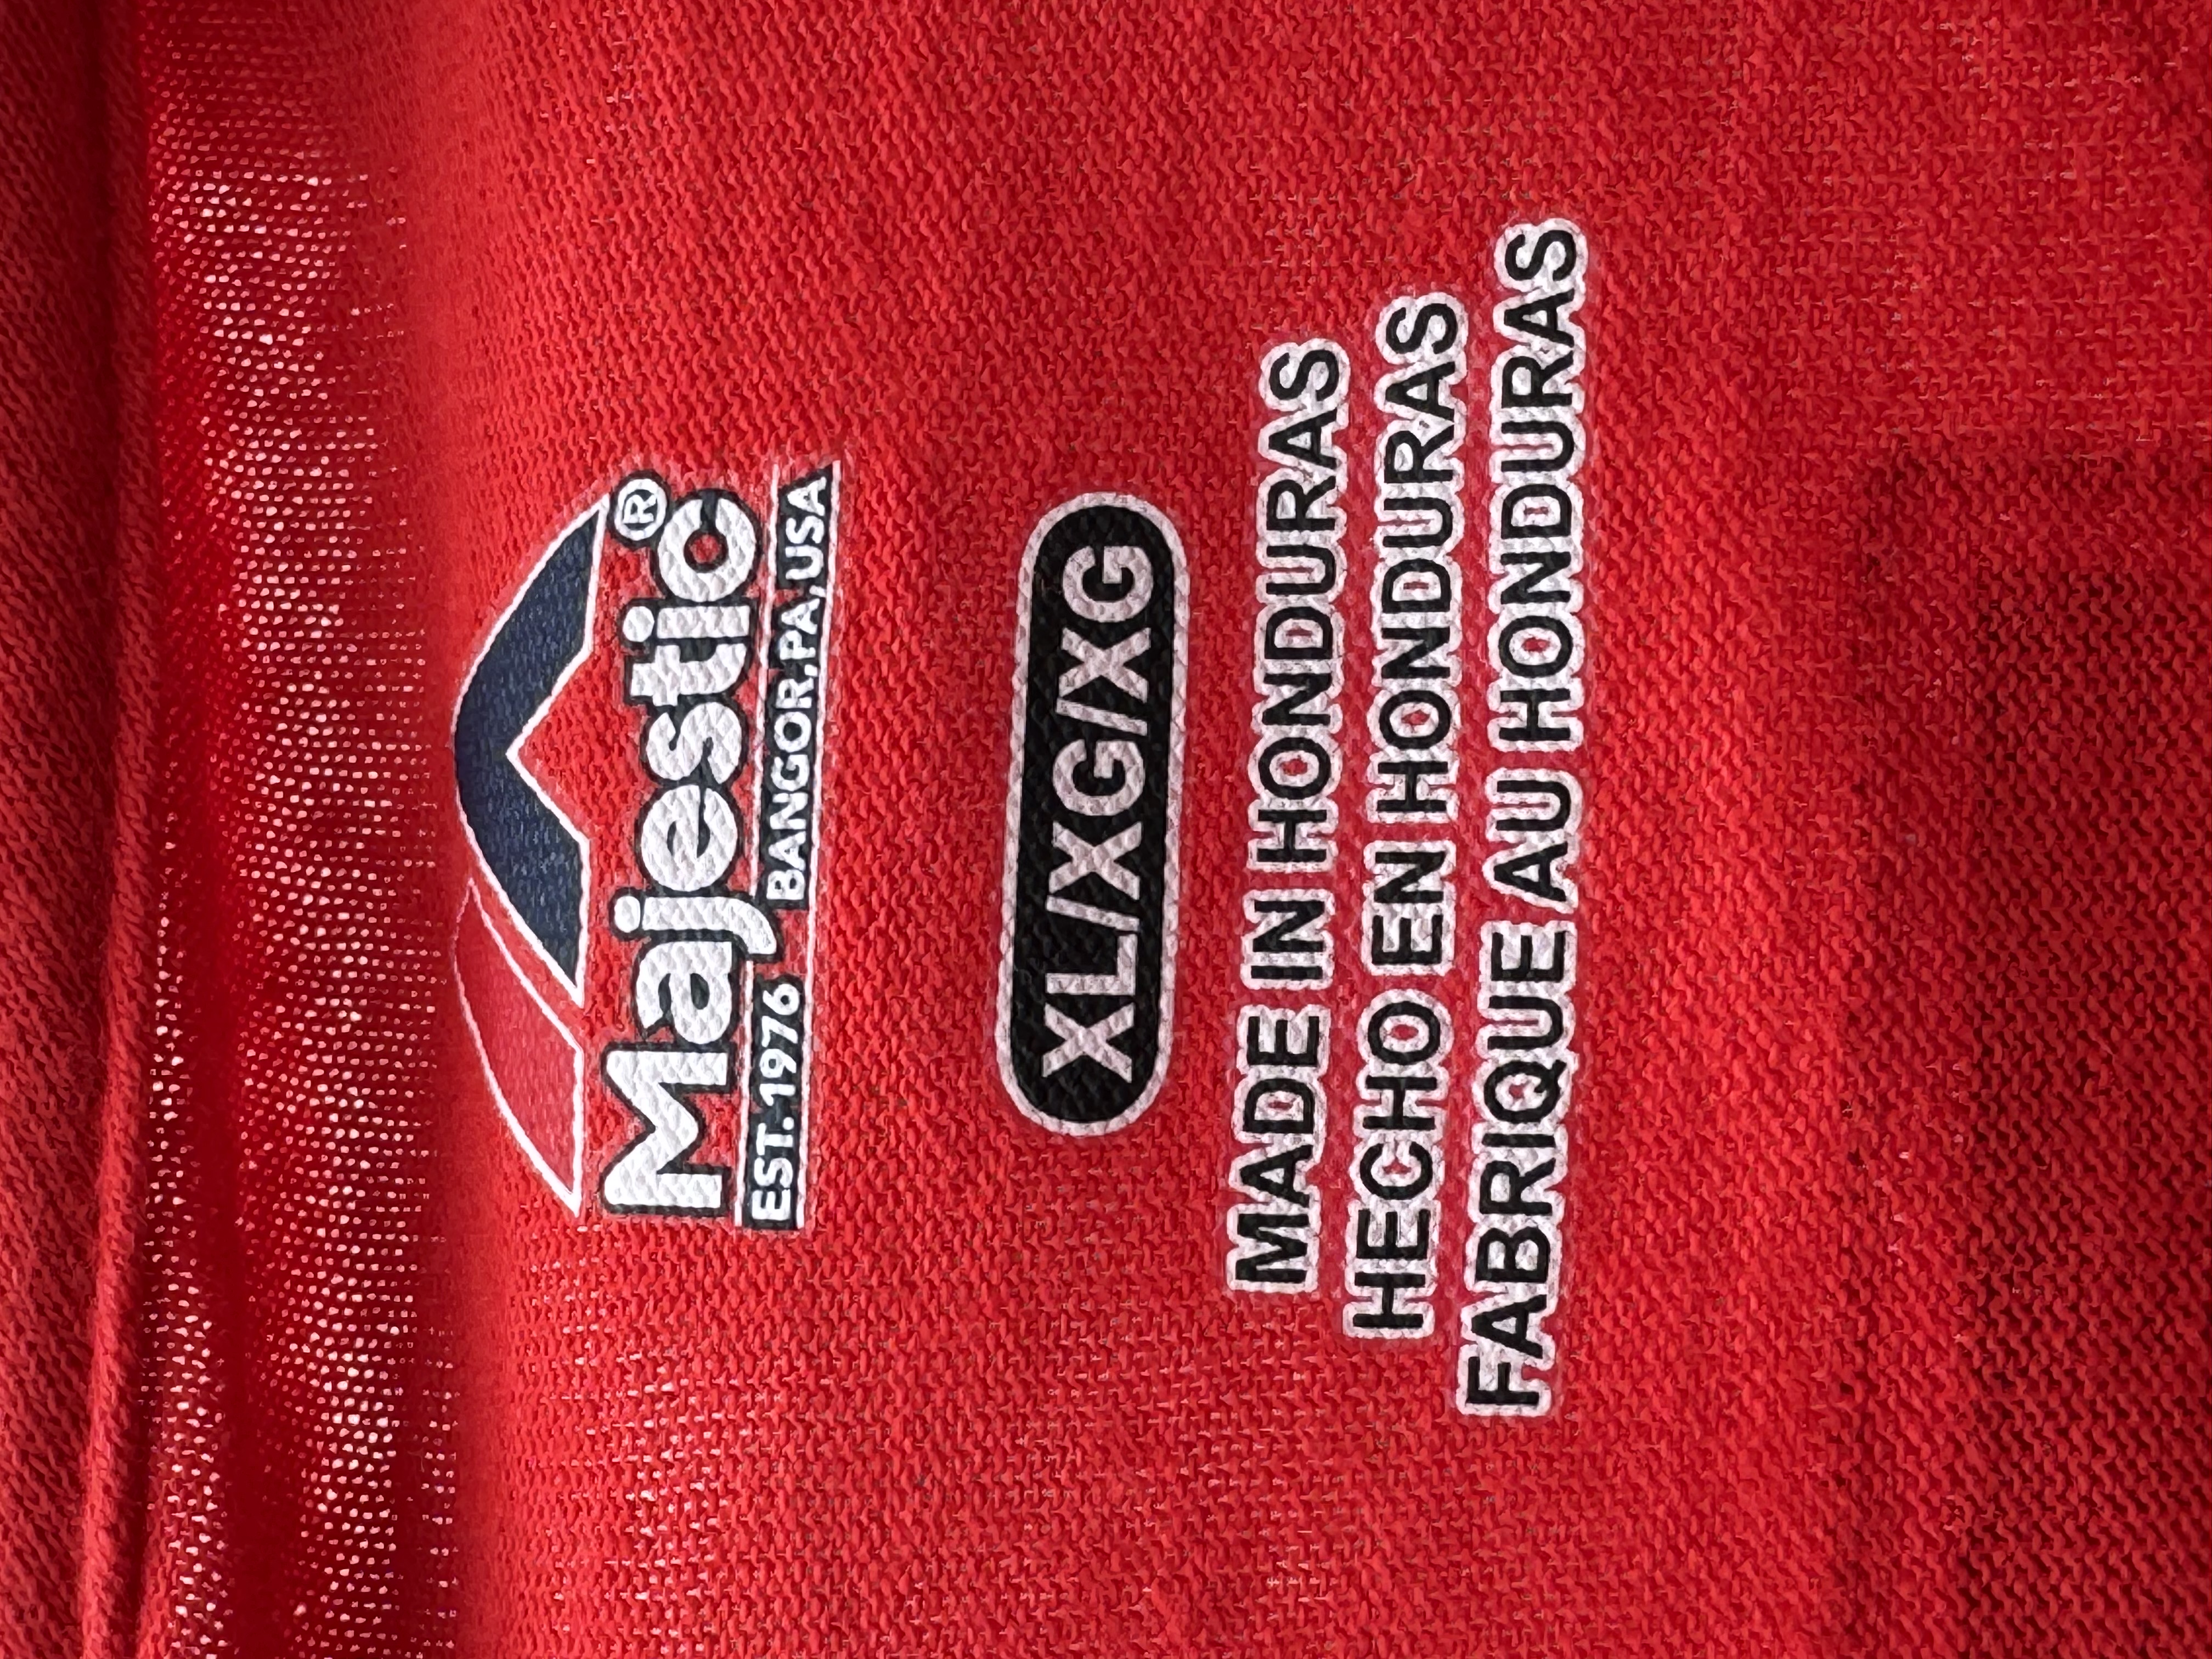 Majestic®
EST.1976 BANGOR,PA,USA
XL/XG/XG
MADE IN HONDURAS
HECHO EN HONDURAS
FABRIQUE AU HONDURAS